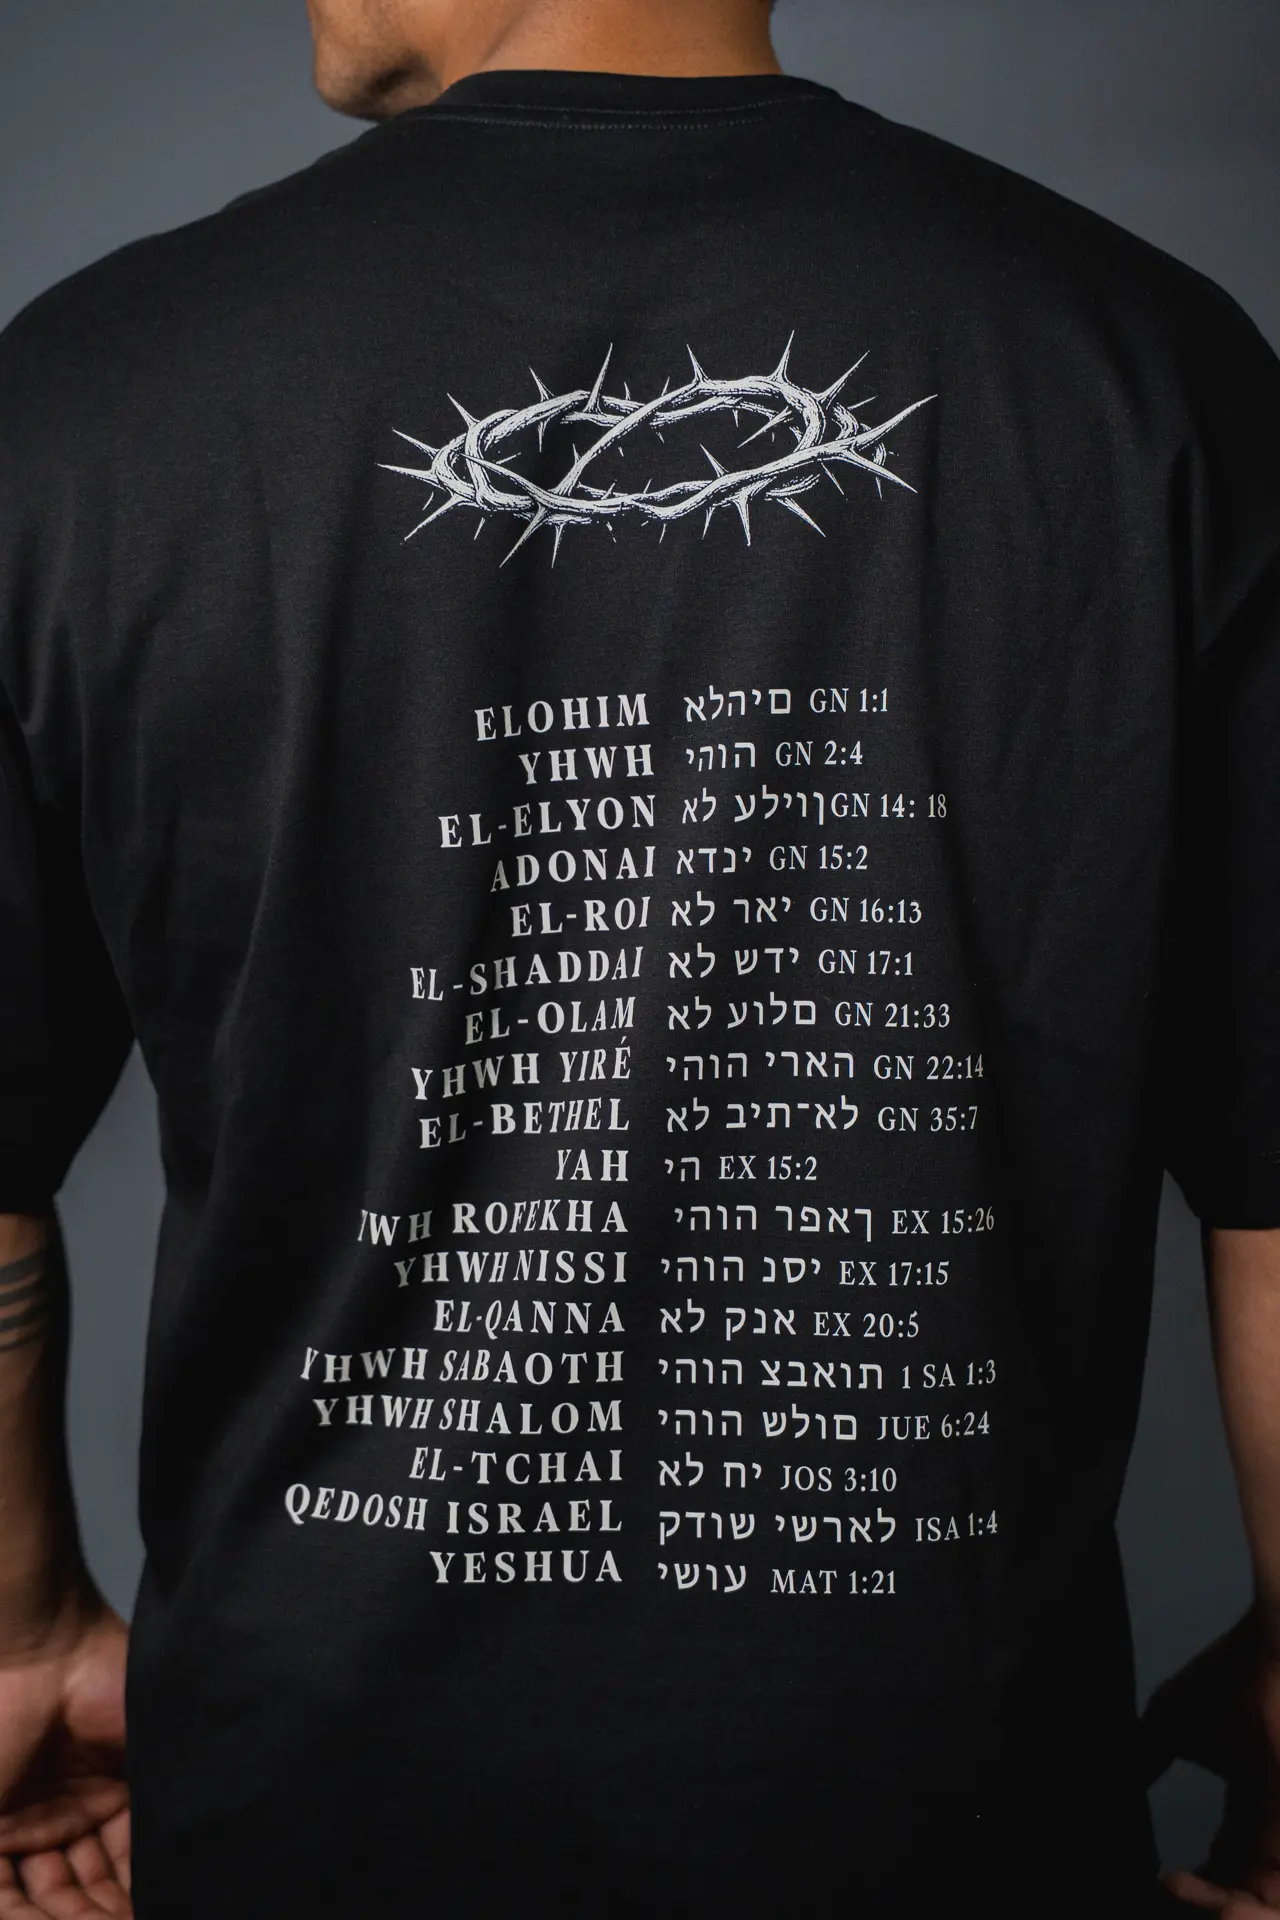 ELOHIM םיהלא GN 1:1
YHWH הוהי GN 2:4
EL-ELYON ןוילע לא GN 14: 18
ADONAI ינדא GN 15:2
EL-ROI יאר לא GN 16:13
EL-SHADDAI ידש לא GN 17:1
EL-OLAM םלוע לא GN 21:33
YHWH YIRÉ הארי הוהי GN 22:14
EL-BETHEL לא־תיב לא GN 35:7
YAH הי EX 15:2
ROFEKHA ךאפר הוהי EX 15:26
YHWH NISSI יסנ הוהי EX 17:15
EL-QANNA אנק לא EX 20:5
YHWH SABAOTH תואבצ הוהי 1 SA 1:3
YHWH SHALOM םולש הוהי JUE 6:24
EL-TCHAI יח לא JOS 3:10
QEDOSH ISRAEL לארשי שודק ISA 1:4
YESHUA עושי MAT 1:21